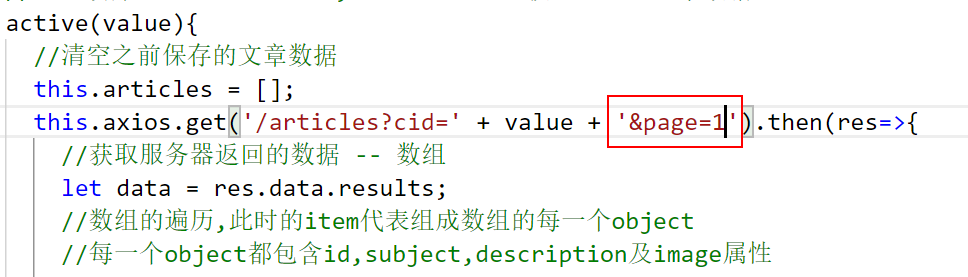 active(value){
//清空之前保存的文章数据
this.articles = [];
this.axios.get('/articles?cid=' + value + '&page=1').then(res=>{
//获取服务器返回的数据 -- 数组
let data = res.data.results;
//数组的遍历,此时的item代表组成数组的每一个object
//每一个object都包含id,subject,description及image属性